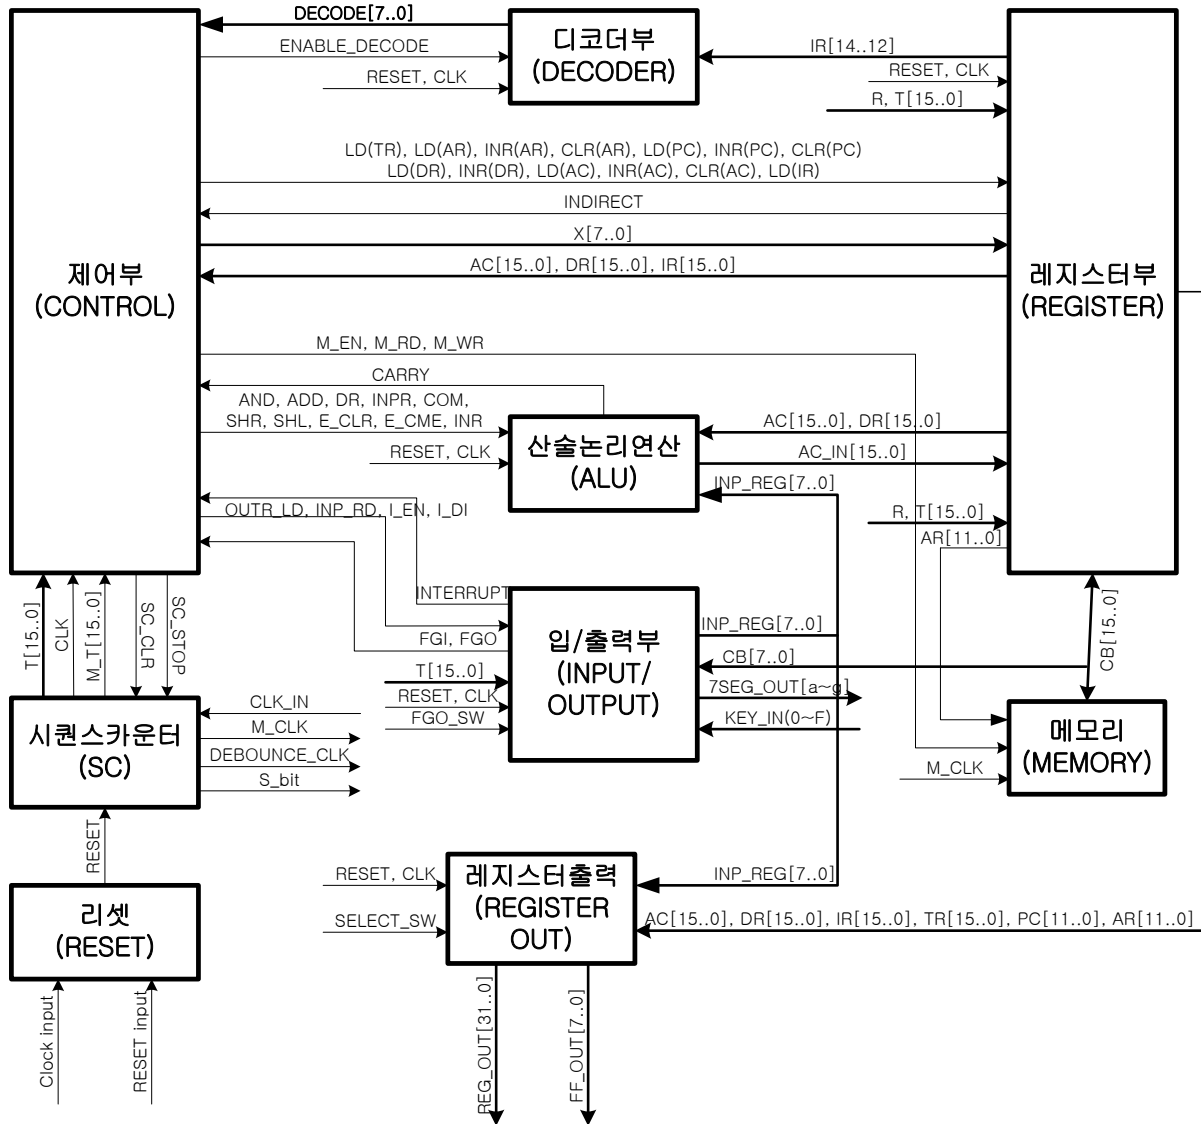 DECODE[7..0]
ENABLE_DECODE
RESET, CLK
디코더부
(DECODER)
IR[14..12]
RESET, CLK
R, T[15..0]
LD(TR), LD(AR), INR(AR), CLR(AR), LD(PC), INR(PC), CLR(PC)
LD(DR), INR(DR), LD(AC), INR(AC), CLR(AC), LD(IR)
INDIRECT
X[7..0]
AC[15..0], DR[15..0], IR[15..0]
제어부
(CONTROL)
레지스터부
(REGISTER)
M_EN, M_RD, M_WR
CARRY
AND, ADD, DR, INPR, COM,
SHR, SHL, E_CLR, E_CME, INR
RESET, CLK
산술논리연산
(ALU)
AC[15..0], DR[15..0]
AC_IN[15..0]
INP_REG[7..0]
OUTR_LD, INP_RD, I_EN, I_DI
R, T[15..0]
AR[11..0]
T[15..0]
CLK
M_T[15..0]
SC_CLR
SC_STOP
INTERRUPT
FGI, FGO
T[15..0]
RESET, CLK
FGO_SW
입/출력부
(INPUT/
OUTPUT)
INP_REG[7..0]
CB[7..0]
7SEG_OUT[a~g]
KEY_IN(0~F)
CB[15..0]
시퀀스카운터
(SC)
CLK_IN
M_CLK
DEBOUNCE_CLK
S_bit
메모리
(MEMORY)
M_CLK
RESET
리셋
(RESET)
Clock input
RESET input
RESET, CLK
SELECT_SW
레지스터출력
(REGISTER
OUT)
INP_REG[7..0]
AC[15..0], DR[15..0], IR[15..0], TR[15..0], PC[11..0], AR[11..0]
REG_OUT[31..0]
FF_OUT[7..0]